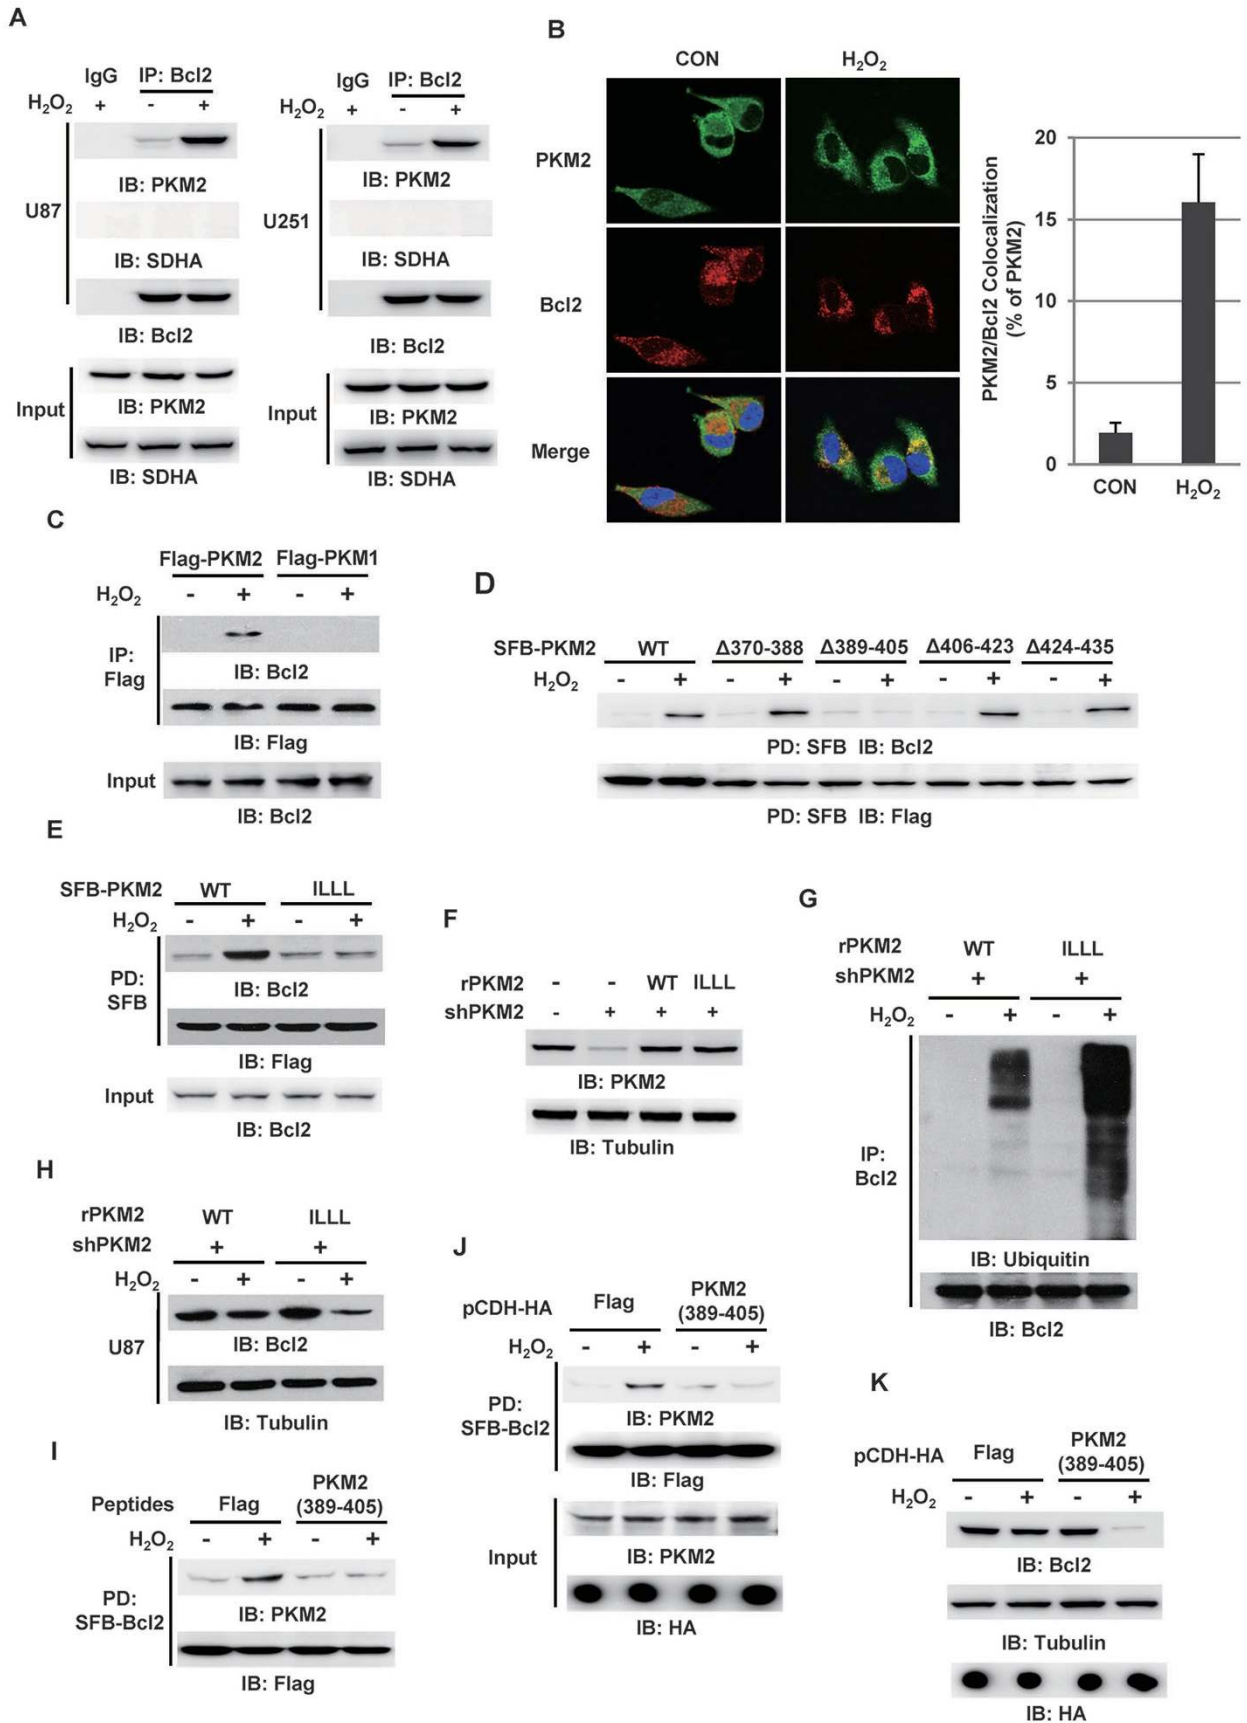 A
IgG IP: Bcl2
H₂O₂ + - +
U87
IB: PKM2
IB: SDHA
IB: Bcl2
Input
IB: PKM2
IB: SDHA
IgG IP: Bcl2
H₂O₂ + - +
U251
IB: PKM2
IB: SDHA
IB: Bcl2
Input
IB: PKM2
IB: SDHA
B
CON H₂O₂
PKM2
Bcl2
Merge
PKM2/Bcl2 Colocalization
(% of PKM2)
20
15
10
5
0
CON H₂O₂
C
Flag-PKM2 Flag-PKM1
H₂O₂ - + - +
IP:
Flag
IB: Bcl2
IB: Flag
Input
IB: Bcl2
D
SFB-PKM2 WT Δ370-388 Δ389-405 Δ406-423 Δ424-435
H₂O₂ - + - + - + - + - +
PD: SFB IB: Bcl2
PD: SFB IB: Flag
E
SFB-PKM2 WT ILLL
H₂O₂ - + - +
PD:
SFB
IB: Bcl2
IB: Flag
Input
IB: Bcl2
F
rPKM2 - - WT ILLL
shPKM2 - + + +
IB: PKM2
IB: Tubulin
G
rPKM2 WT ILLL
shPKM2 + +
H₂O₂ - + - +
IP:
Bcl2
IB: Ubiquitin
IB: Bcl2
H
rPKM2 WT ILLL
shPKM2 + +
H₂O₂ - + - +
U87
IB: Bcl2
IB: Tubulin
I
Peptides Flag PKM2
(389-405)
H₂O₂ - + - +
PD:
SFB-Bcl2
IB: PKM2
IB: Flag
J
pCDH-HA Flag PKM2
(389-405)
H₂O₂ - + - +
PD:
SFB-Bcl2
IB: PKM2
IB: Flag
Input
IB: PKM2
IB: HA
K
pCDH-HA Flag PKM2
(389-405)
H₂O₂ - + - +
IB: Bcl2
IB: Tubulin
IB: HA